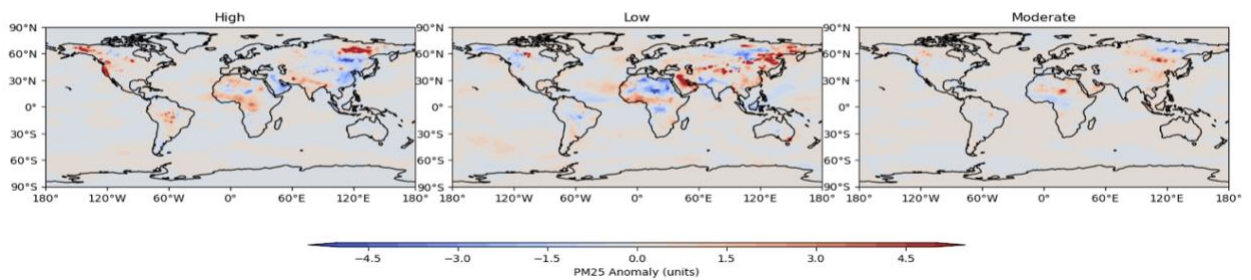 High Low Moderate
90°N 90°N 90°N
60°N 60°N 60°N
30°N 30°N 30°N
0° 0° 0°
30°S 30°S 30°S
60°S 60°S 60°S
90°S 90°S 90°S
180° 120°W 60°W 0° 60°E 120°E 180° 180° 120°W 60°W 0° 60°E 120°E 180° 180° 120°W 60°W 0° 60°E 120°E 180°
−4.5 −3.0 −1.5 0.0 1.5 3.0 4.5
PM25 Anomaly (units)